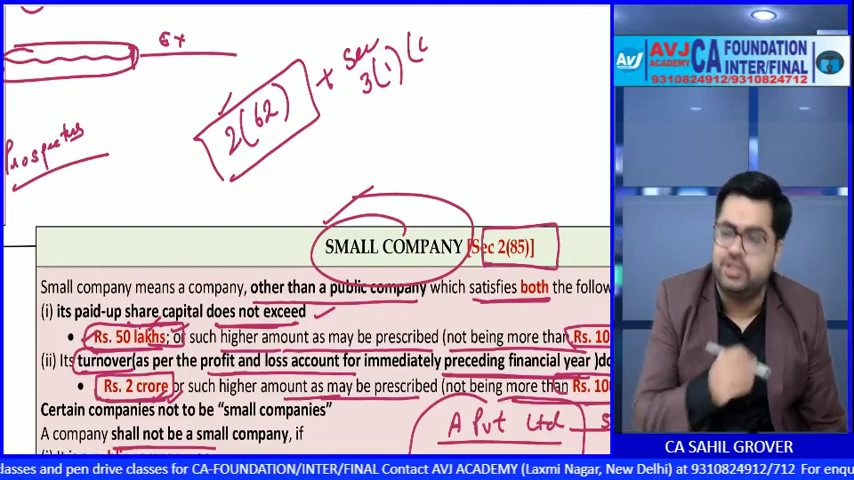 6x
2(62) + Sec 3(1)(c
Prospectus
AVJ
AVJ CA FOUNDATION
ACADEMY INTER/FINAL
9310824912/9310824712
SMALL COMPANY [Sec 2(85)]
Small company means a company, other than a public company which satisfies both the follow
(i) its paid-up share capital does not exceed
• Rs. 50 lakhs; or such higher amount as may be prescribed (not being more than Rs. 10
(ii) Its turnover(as per the profit and loss account for immediately preceding financial year )do
• Rs. 2 crore or such higher amount as may be prescribed (not being more than Rs. 10
Certain companies not to be “small companies”
A Pvt Ltd
A company shall not be a small company, if
CA SAHIL GROVER
classes and pen drive classes for CA-FOUNDATION/INTER/FINAL Contact AVJ ACADEMY (Laxmi Nagar, New Delhi) at 9310824912/712 For enqu